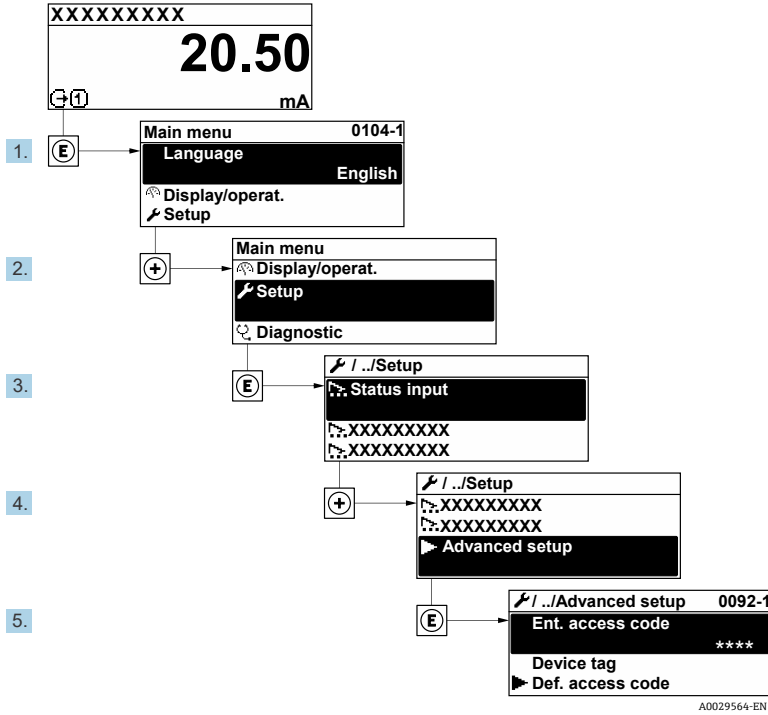 XXXXXXXXX
20.50
1
mA
1.
E
Main menu 0104-1
Language
English
Display/operat.
Setup
2.
+
Main menu
Display/operat.
Setup
Diagnostic
3.
E
/ ../Setup
Status input
XXXXXXXXX
XXXXXXXXX
4.
+
/ ../Setup
XXXXXXXXX
XXXXXXXXX
Advanced setup
5.
E
/ ../Advanced setup 0092-1
Ent. access code
****
Device tag
Def. access code
A0029564-EN